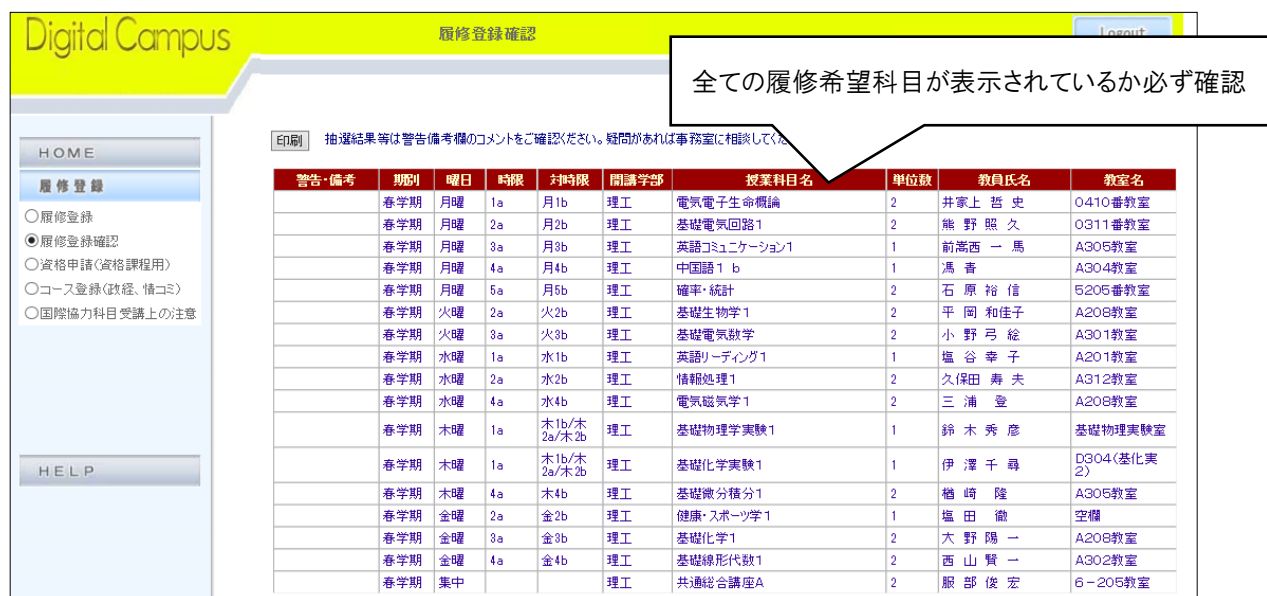 Digital Campus
履修登録確認
Logout
全ての履修希望科目が表示されているか必ず確認
印刷 抽選結果等は警告備考欄のコメントをご確認ください。疑問があれば事務室に相談してくだ
HOME
履修登録
○履修登録
◉履修登録確認
○資格申請(資格課程用)
○コース登録(政経、情コミ)
○国際協力科目受講上の注意
HELP
警告・備考 期別 曜日 時限 対時限 開講学部 授業科目名 単位数 教員氏名 教室名
春学期 月曜 1a 月1b 理工 電気電子生命概論 2 井家上 哲 史 0410番教室
春学期 月曜 2a 月2b 理工 基礎電気回路1 2 熊 野 照 久 0311番教室
春学期 月曜 3a 月3b 理工 英語コミュニケーション1 1 前嵩西 一 馬 A305教室
春学期 月曜 4a 月4b 理工 中国語1 b 1 馮 青 A304教室
春学期 月曜 5a 月5b 理工 確率・統計 2 石 原 裕 信 5205番教室
春学期 火曜 2a 火2b 理工 基礎生物学1 2 平 岡 和佳子 A208教室
春学期 火曜 3a 火3b 理工 基礎電気数学 2 小 野 弓 絵 A301教室
春学期 水曜 1a 水1b 理工 英語リーディング1 1 塩 谷 幸 子 A201教室
春学期 水曜 2a 水2b 理工 情報処理1 2 久保田 寿 夫 A312教室
春学期 水曜 4a 水4b 理工 電気磁気学1 2 三 浦 登 A208教室
春学期 木曜 1a 木1b/木2a/木2b 理工 基礎物理学実験1 1 鈴 木 秀 彦 基礎物理実験室
春学期 木曜 1a 木1b/木2a/木2b 理工 基礎化学実験1 1 伊 澤 千 尋 D304(基化実2)
春学期 木曜 4a 木4b 理工 基礎微分積分1 2 楢 崎 隆 A305教室
春学期 金曜 2a 金2b 理工 健康・スポーツ学1 1 塩 田 徹 空欄
春学期 金曜 3a 金3b 理工 基礎化学1 2 大 野 陽 一 A208教室
春学期 金曜 4a 金4b 理工 基礎線形代数1 2 西 山 賢 一 A302教室
春学期 集中 理工 共通総合講座A 2 服 部 俊 宏 6－205教室